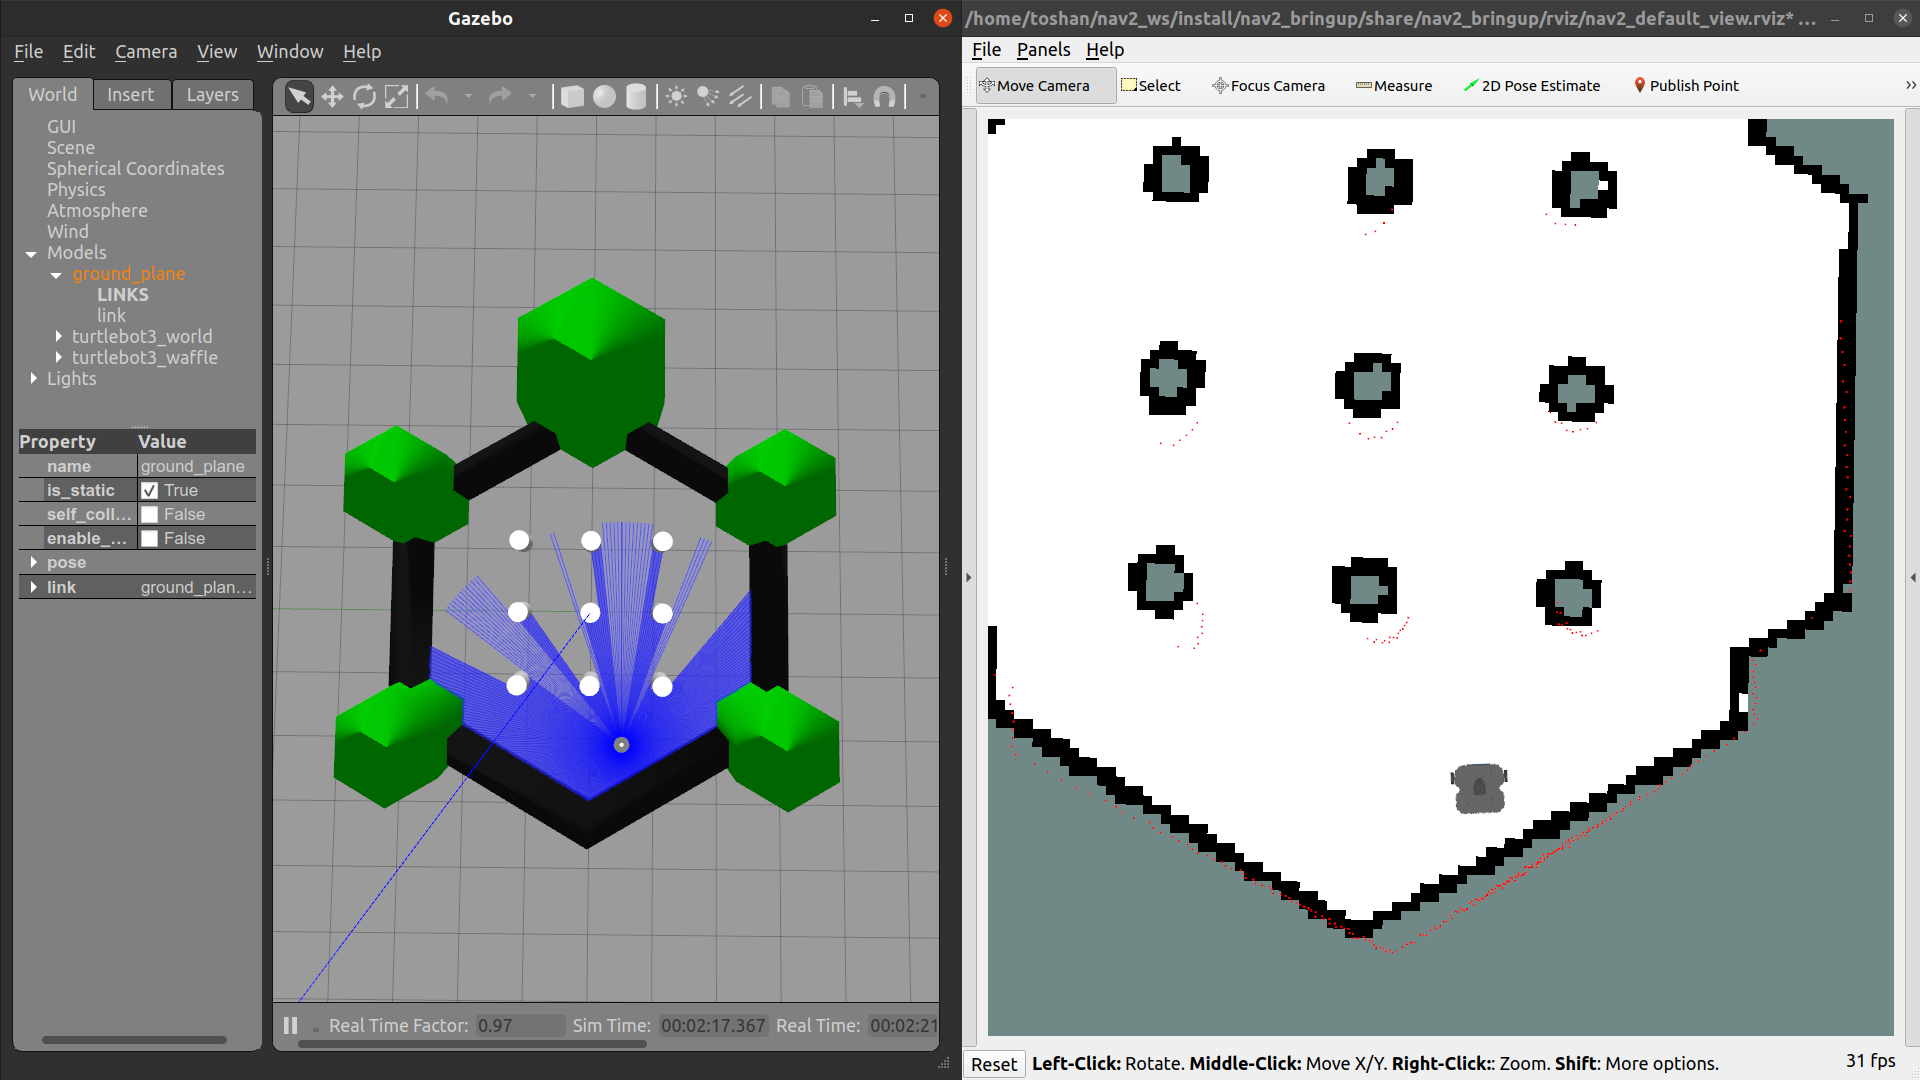 Gazebo
File Edit Camera View Window Help
World Insert Layers
GUI
Scene
Spherical Coordinates
Physics
Atmosphere
Wind
Models
ground_plane
LINKS
link
turtlebot3_world
turtlebot3_waffle
Lights
Property Value
name ground_plane
is_static True
self_coll... False
enable_... False
pose
link ground_plan...
Real Time Factor: 0.97 Sim Time: 00:02:17.367 Real Time: 00:02:21
/home/toshan/nav2_ws/install/nav2_bringup/share/nav2_bringup/rviz/nav2_default_view.rviz* ...
File Panels Help
Move Camera Select Focus Camera Measure 2D Pose Estimate Publish Point
Reset Left-Click: Rotate. Middle-Click: Move X/Y. Right-Click:: Zoom. Shift: More options. 31 fps